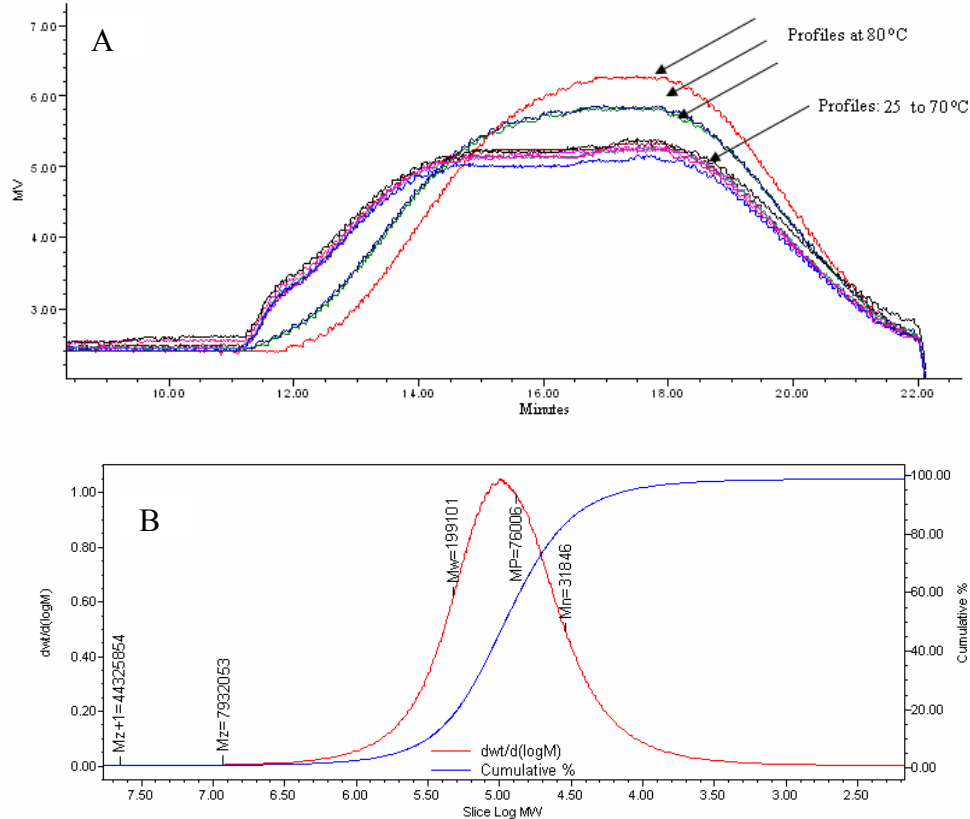 A
7.00
6.00
5.00
4.00
3.00
MV
Profiles at 80 °C
Profiles: 25 to 70 °C
10.00 12.00 14.00 16.00 18.00 20.00 22.00
Minutes
B
1.00
0.80
0.60
0.40
0.20
0.00
dwt/d(logM)
Mz+1=44325854
Mz=7932053
Mw=199101
MP=76006
Mn=31846
dwt/d(logM)
Cumulative %
100.00
80.00
60.00
40.00
20.00
0.00
Cumulative %
7.50 7.00 6.50 6.00 5.50 5.00 4.50 4.00 3.50 3.00 2.50
Slice Log MW